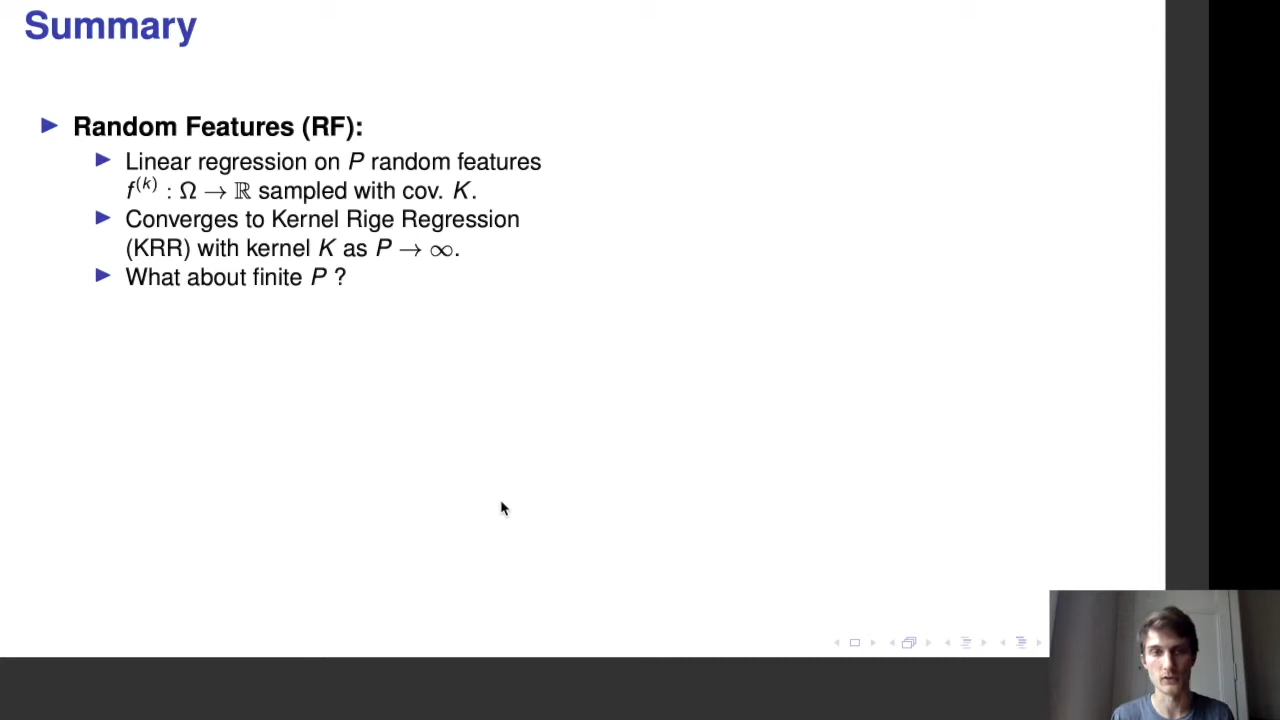 Summary
Random Features (RF):
Linear regression on P random features
f^(k) : Ω → ℝ sampled with cov. K.
Converges to Kernel Rige Regression
(KRR) with kernel K as P → ∞.
What about finite P ?